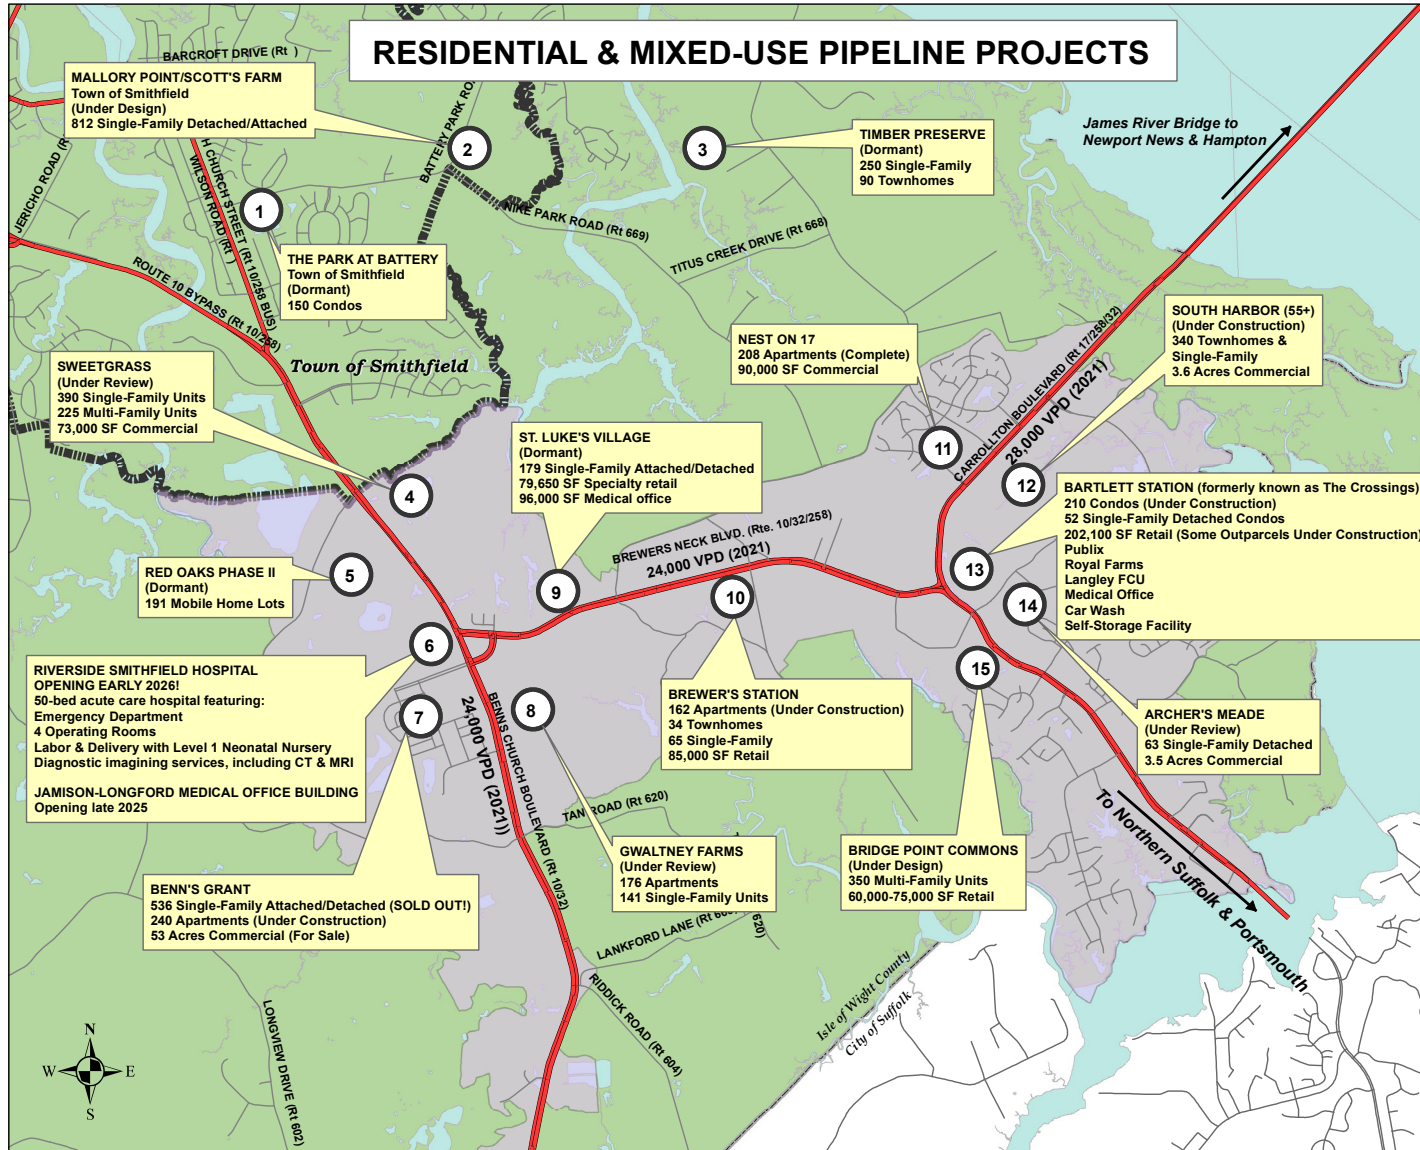 RESIDENTIAL & MIXED-USE PIPELINE PROJECTS
BARCROFT DRIVE (Rt )
MALLORY POINT/SCOTT'S FARM
Town of Smithfield
(Under Design)
812 Single-Family Detached/Attached
BATTERY PARK RO
JERICHO ROAD (R
H CHURCH STREET (Rt 10/258 BUS)
WILSON ROAD (Rt )
1
2
3
TIMBER PRESERVE
(Dormant)
250 Single-Family
90 Townhomes
James River Bridge to
Newport News & Hampton
NIKE PARK ROAD (Rt 669)
TITUS CREEK DRIVE (Rt 668)
THE PARK AT BATTERY
Town of Smithfield
(Dormant)
150 Condos
ROUTE 10 BYPASS (Rt 10/258)
Town of Smithfield
SWEETGRASS
(Under Review)
390 Single-Family Units
225 Multi-Family Units
73,000 SF Commercial
NEST ON 17
208 Apartments (Complete)
90,000 SF Commercial
SOUTH HARBOR (55+)
(Under Construction)
340 Townhomes &
Single-Family
3.6 Acres Commercial
CARROLLTON BOULEVARD (Rt 17/258/32)
28,000 VPD (2021)
ST. LUKE'S VILLAGE
(Dormant)
179 Single-Family Attached/Detached
79,650 SF Specialty retail
96,000 SF Medical office
4
11
12
BARTLETT STATION (formerly known as The Crossings)
210 Condos (Under Construction)
52 Single-Family Detached Condos
202,100 SF Retail (Some Outparcels Under Construction)
Publix
Royal Farms
Langley FCU
Medical Office
Car Wash
Self-Storage Facility
BREWERS NECK BLVD. (Rte. 10/32/258)
24,000 VPD (2021)
RED OAKS PHASE II
(Dormant)
191 Mobile Home Lots
5
9
10
13
14
6
15
RIVERSIDE SMITHFIELD HOSPITAL
OPENING EARLY 2026!
50-bed acute care hospital featuring:
Emergency Department
4 Operating Rooms
Labor & Delivery with Level 1 Neonatal Nursery
Diagnostic imagining services, including CT & MRI
JAMISON-LONGFORD MEDICAL OFFICE BUILDING
Opening late 2025
7
8
BENN'S CHURCH BOULEVARD (Rt 10/32)
24,000 VPD (2021))
BREWER'S STATION
162 Apartments (Under Construction)
34 Townhomes
65 Single-Family
85,000 SF Retail
ARCHER'S MEADE
(Under Review)
63 Single-Family Detached
3.5 Acres Commercial
TAN ROAD (Rt 620)
GWALTNEY FARMS
(Under Review)
176 Apartments
141 Single-Family Units
BRIDGE POINT COMMONS
(Under Design)
350 Multi-Family Units
60,000-75,000 SF Retail
To Northern Suffolk & Portsmouth
BENN'S GRANT
536 Single-Family Attached/Detached (SOLD OUT!)
240 Apartments (Under Construction)
53 Acres Commercial (For Sale)
LANKFORD LANE (Rt 60
620)
RIDDICK ROAD (Rt 604)
LONGVIEW DRIVE (Rt 602)
Isle of Wight County
City of Suffolk
N
W
E
S